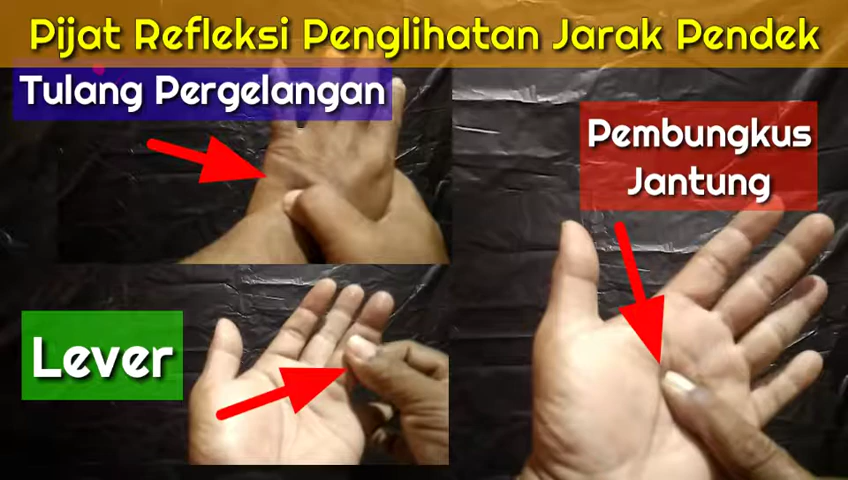 Pijat Refleksi Penglihatan Jarak Pendek
Tulang Pergelangan
Pembungkus
Jantung
Lever